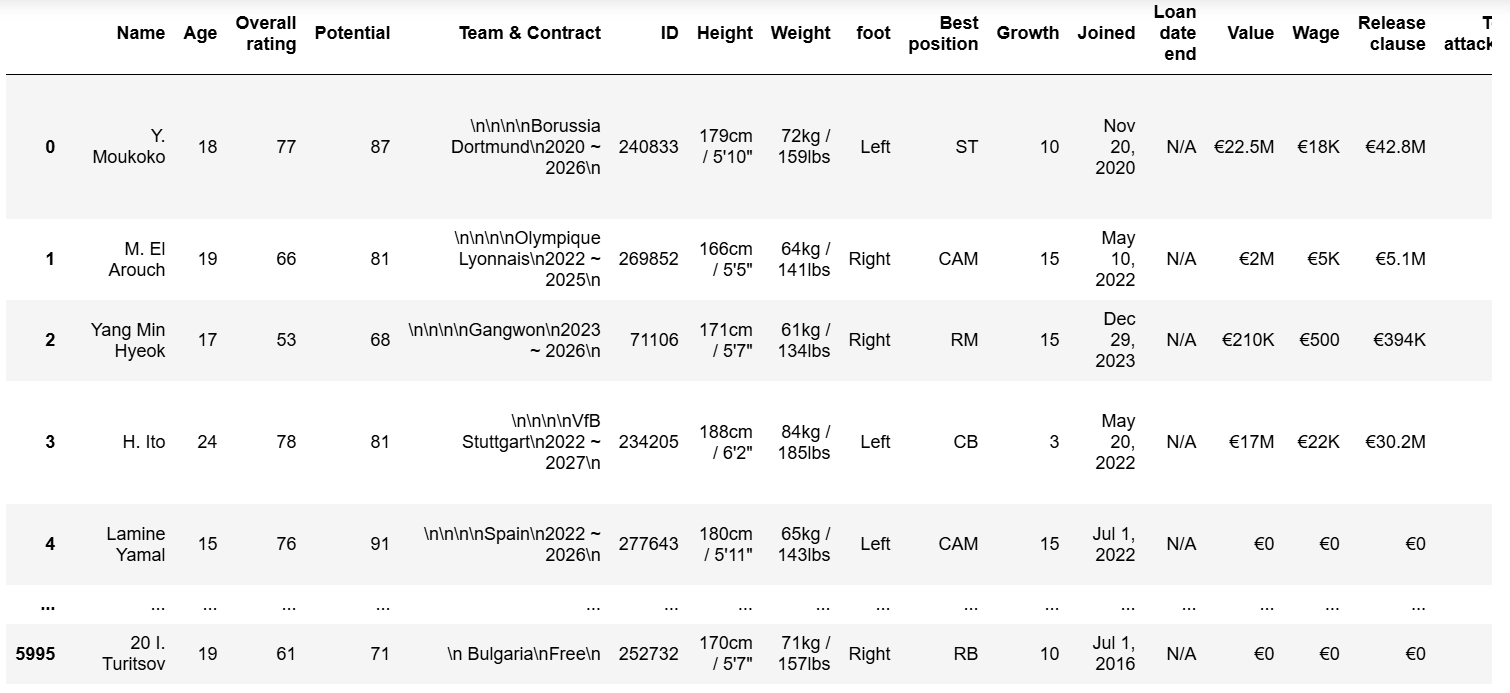 Name Age Overall rating Potential Team & Contract ID Height Weight foot Best position Growth Joined Loan date end Value Wage Release clause attack
0 Y. Moukoko 18 77 87 \n\n\n\nBorussia Dortmund\n2020 ~ 2026\n 240833 179cm / 5'10" 72kg / 159lbs Left ST 10 Nov 20, 2020 N/A €22.5M €18K €42.8M
1 M. El Arouch 19 66 81 \n\n\n\nOlympique Lyonnais\n2022 ~ 2025\n 269852 166cm / 5'5" 64kg / 141lbs Right CAM 15 May 10, 2022 N/A €2M €5K €5.1M
2 Yang Min Hyeok 17 53 68 \n\n\n\nGangwon\n2023 ~ 2026\n 71106 171cm / 5'7" 61kg / 134lbs Right RM 15 Dec 29, 2023 N/A €210K €500 €394K
3 H. Ito 24 78 81 \n\n\n\nVfB Stuttgart\n2022 ~ 2027\n 234205 188cm / 6'2" 84kg / 185lbs Left CB 3 May 20, 2022 N/A €17M €22K €30.2M
4 Lamine Yamal 15 76 91 \n\n\n\nSpain\n2022 ~ 2026\n 277643 180cm / 5'11" 65kg / 143lbs Left CAM 15 Jul 1, 2022 N/A €0 €0 €0
... ... ... ... ... ... ... ... ... ... ... ... ... ... ... ... ...
5995 20 I. Turitsov 19 61 71 \n Bulgaria\nFree\n 252732 170cm / 5'7" 71kg / 157lbs Right RB 10 Jul 1, 2016 N/A €0 €0 €0